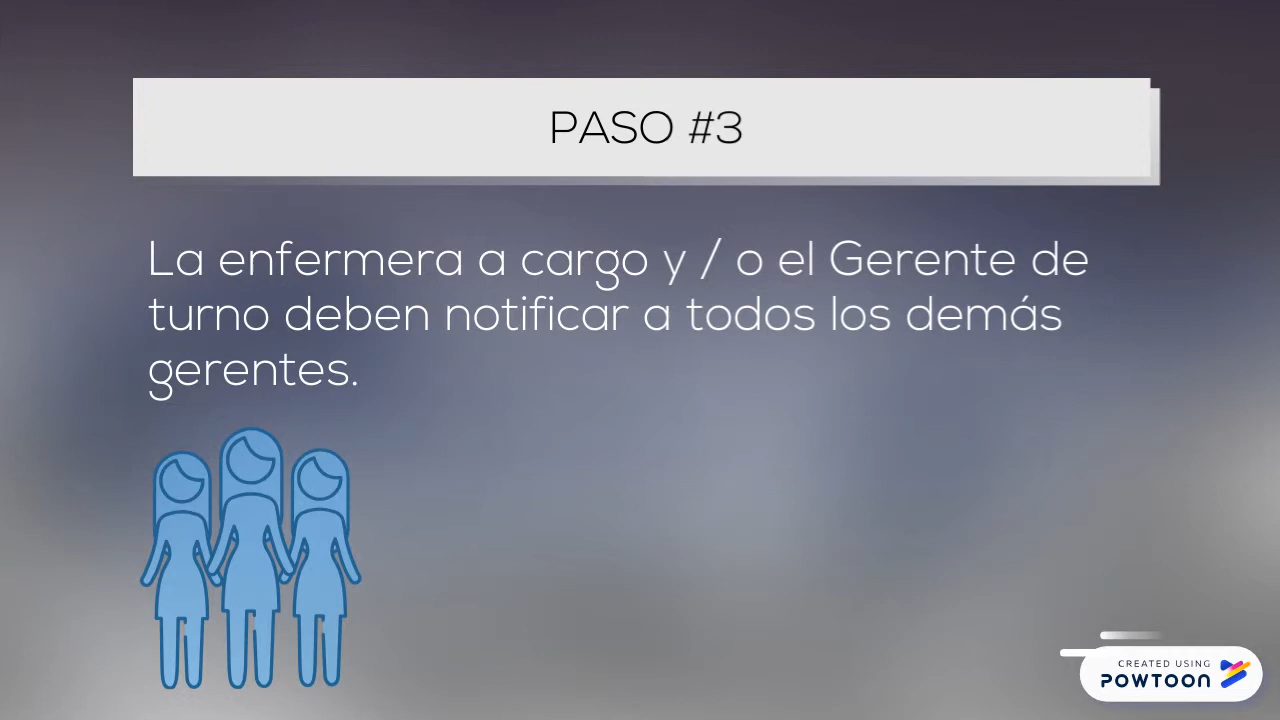 PASO #3
La enfermera a cargo y / o el Gerente de
turno deben notificar a todos los demás
gerentes.
CREATED USING
POWTOON